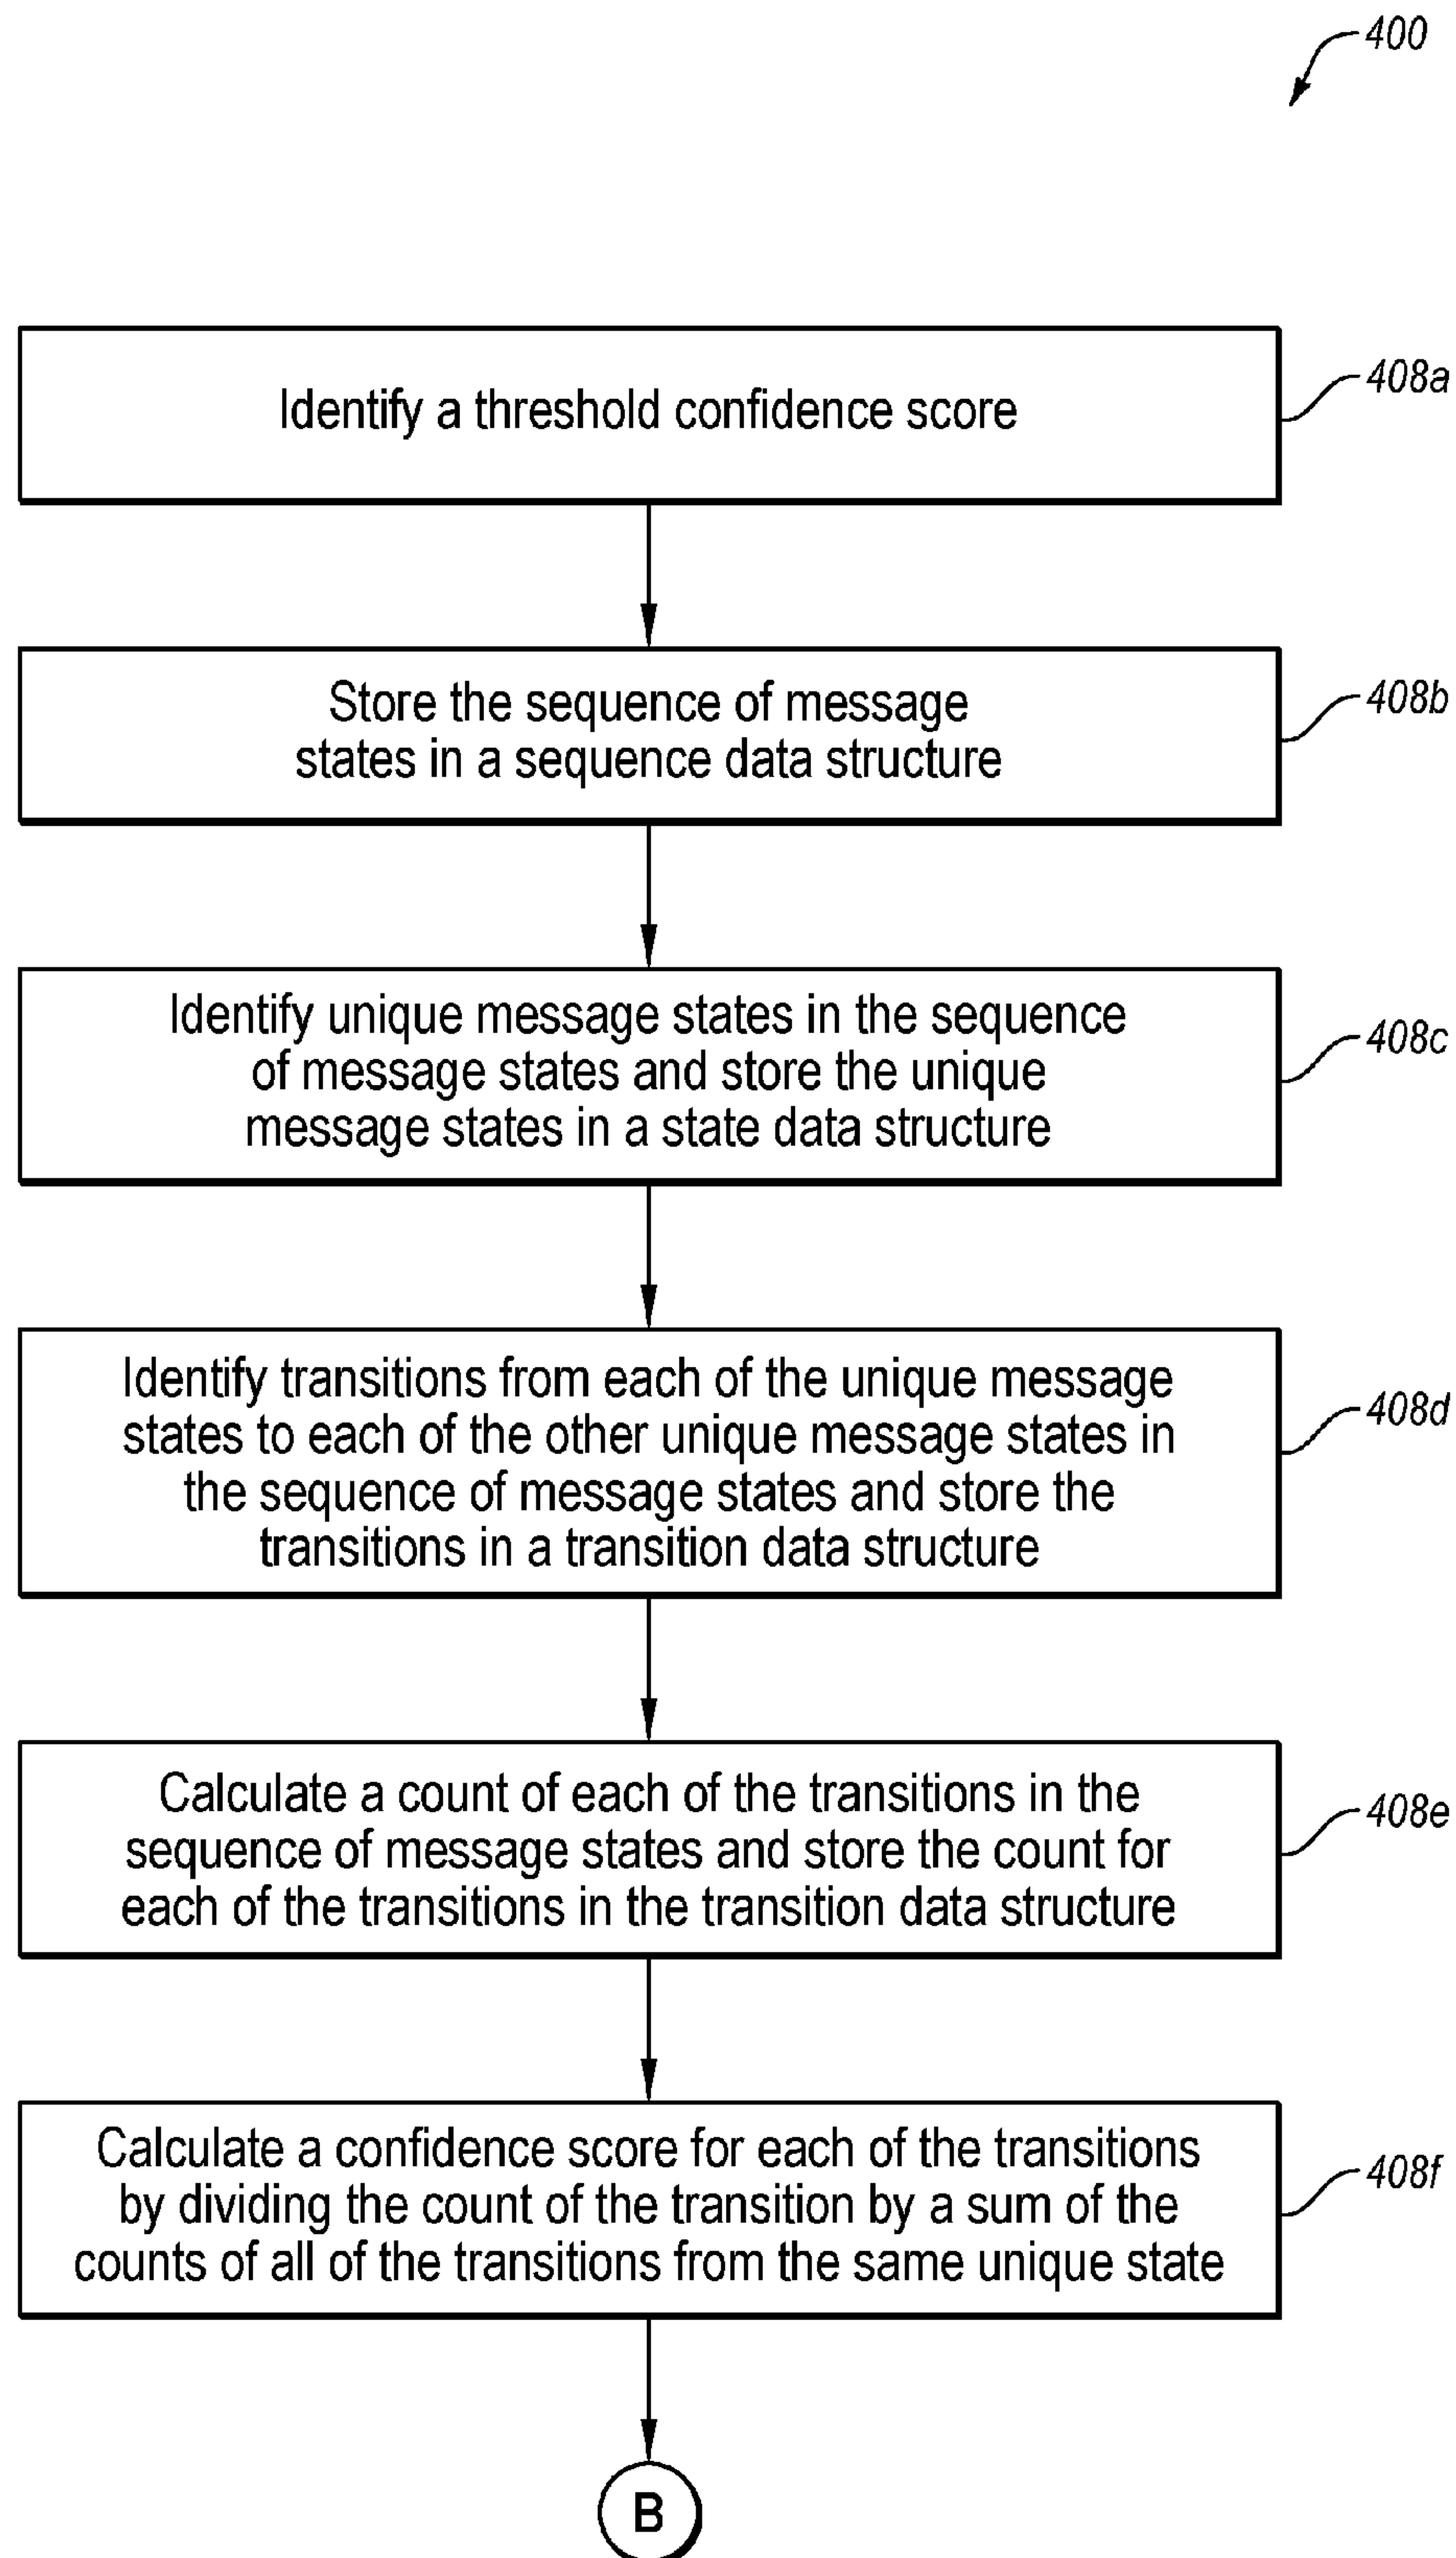 400
Identify a threshold confidence score
408a
Store the sequence of message
states in a sequence data structure
408b
Identify unique message states in the sequence
of message states and store the unique
message states in a state data structure
408c
Identify transitions from each of the unique message
states to each of the other unique message states in
the sequence of message states and store the
transitions in a transition data structure
408d
Calculate a count of each of the transitions in the
sequence of message states and store the count for
each of the transitions in the transition data structure
408e
Calculate a confidence score for each of the transitions
by dividing the count of the transition by a sum of the
counts of all of the transitions from the same unique state
408f
B